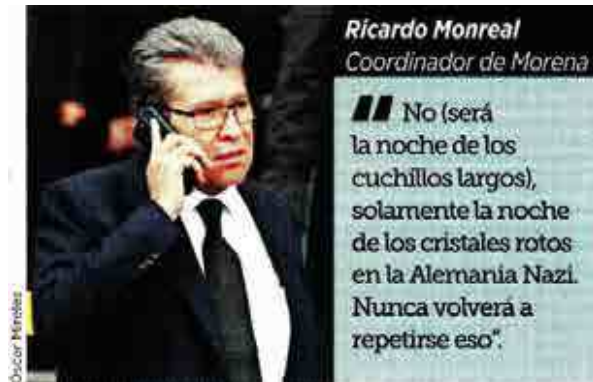 Ricardo Monreal
Coordinador de Morena
" No (será
la noche de los
cuchillos largos),
solamente la noche
de los cristales rotos
en la Alemania Nazi.
Nunca volverá a
repetirse eso".
Óscar Mireles